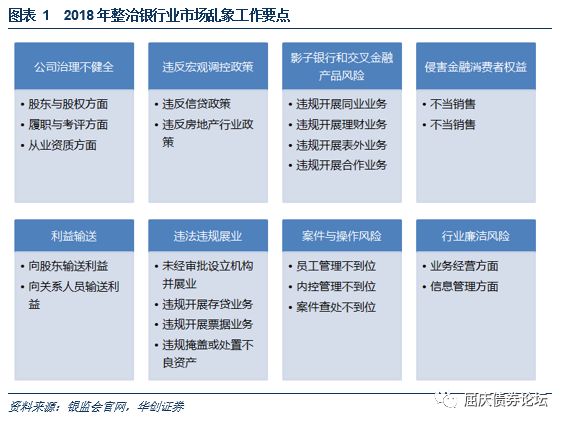 图表 1 2018 年整治银行业市场乱象工作要点
公司治理不健全
• 股东与股权方面
• 履职与考评方面
• 从业资质方面
违反宏观调控政策
• 违反信贷政策
• 违反房地产行业政
策
影子银行和交叉金融
产品风险
• 违规开展同业业务
• 违规开展理财业务
• 违规开展表外业务
• 违规开展合作业务
侵害金融消费者权益
• 不当销售
• 不当销售
利益输送
• 向股东输送利益
• 向关系人员输送利
益
违法违规展业
• 未经审批设立机构
并展业
• 违规开展存贷业务
• 违规开展票据业务
• 违规掩盖或处置不
良资产
案件与操作风险
• 员工管理不到位
• 内控管理不到位
• 案件查处不到位
行业廉洁风险
• 业务经营方面
• 信息管理方面
资料来源：银监会官网，华创证券
屈庆债券论坛